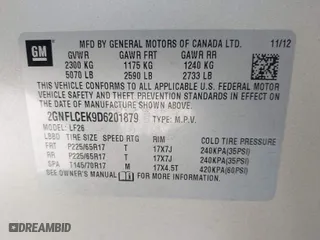 GM
MFD BY GENERAL MOTORS OF CANADA LTD. 11/12
GVWR GAWR FRT GAWR RR
2300 KG 1175 KG 1240 KG
5070 LB 2590 LB 2733 LB
THIS VEHICLE CONFORMS TO ALL APPLICABLE U.S. FEDERAL MOTOR
VEHICLE SAFETY AND THEFT PREVENTION STANDARDS IN EFFECT ON
THE DATE OF MANUFACTURE SHOWN ABOVE.
2GNFLCEK9D6201879 TYPE: M.P.V.
MODEL: LF26
TIRE SIZE SPEED RTG RIM COLD TIRE PRESSURE
FRT P225/65R17 T 17X7J 240KPA(35PSI)
RR P225/65R17 T 17X7J 240KPA(35PSI)
SPA T145/70R17 M 17X4.5T 420KPA(60PSI)
SEE OWNER'S MANUAL FOR ADDITIONAL INFORMATION.